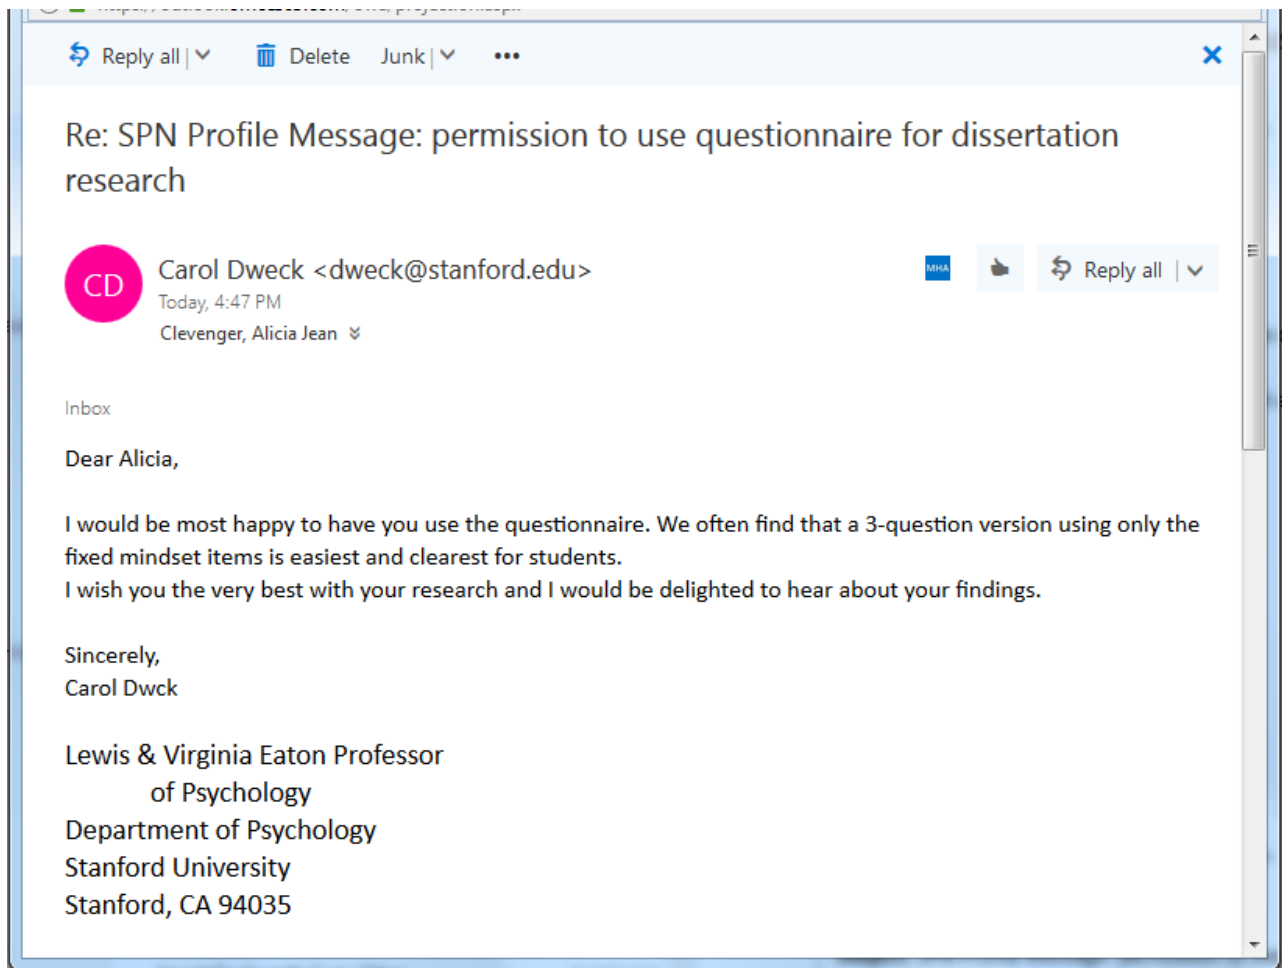 Reply all
Delete
Junk
Re: SPN Profile Message: permission to use questionnaire for dissertation
research
CD
Carol Dweck <dweck@stanford.edu>
MHA
Reply all
Today, 4:47 PM
Clevenger, Alicia Jean
Inbox
Dear Alicia,
I would be most happy to have you use the questionnaire. We often find that a 3-question version using only the
fixed mindset items is easiest and clearest for students.
I wish you the very best with your research and I would be delighted to hear about your findings.
Sincerely,
Carol Dwck
Lewis & Virginia Eaton Professor
of Psychology
Department of Psychology
Stanford University
Stanford, CA 94035